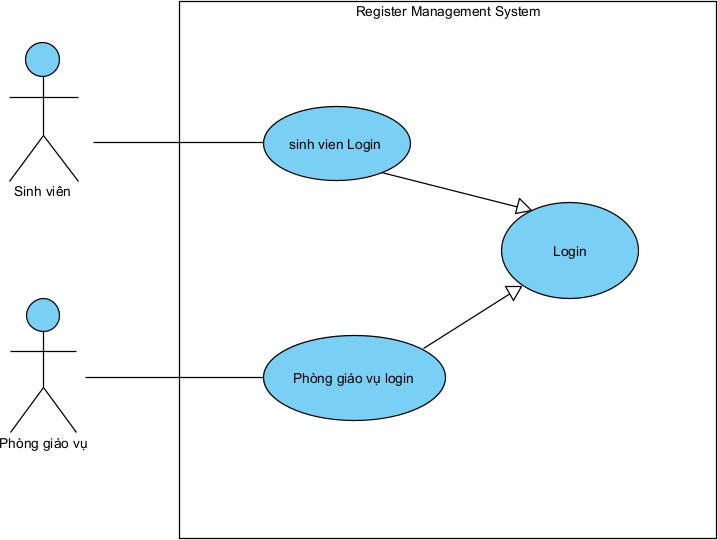 Register Management System
sinh vien Login
Sinh viên
Login
Phòng giáo vụ login
Phòng giáo vụ